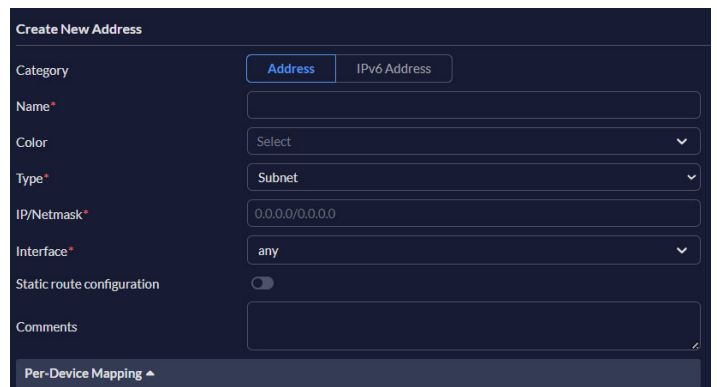 Create New Address
Category Address IPv6 Address
Name*
Color Select
Type* Subnet
IP/Netmask* 0.0.0.0/0.0.0.0
Interface* any
Static route configuration
Comments
Per-Device Mapping